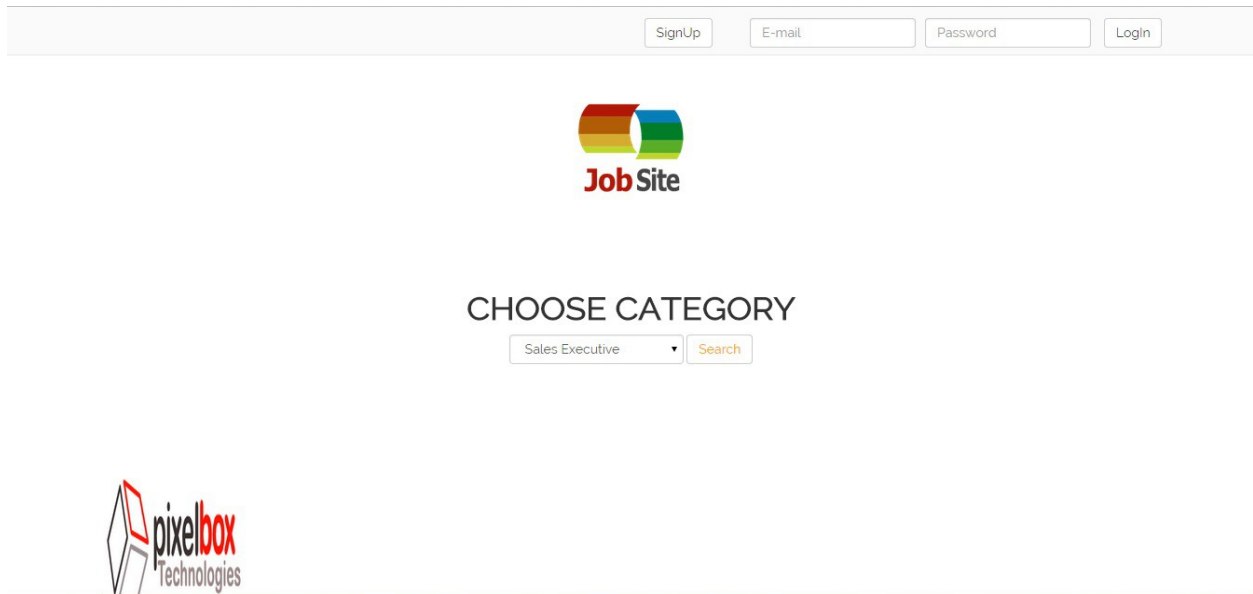 SignUp E-mail Password LogIn
Job Site
CHOOSE CATEGORY
Sales Executive Search
pixelbox
Technologies